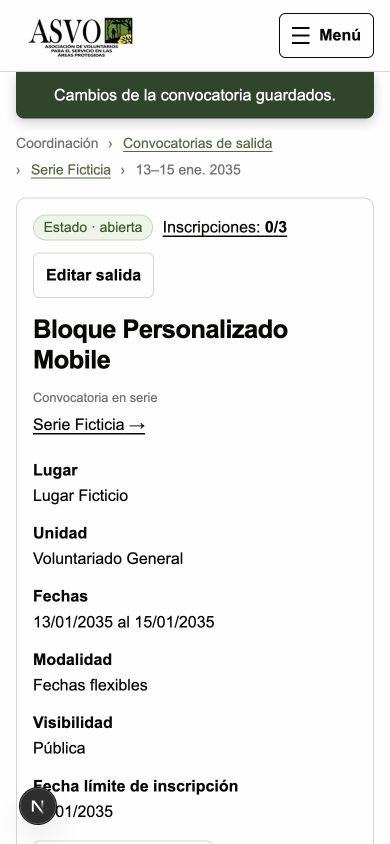 ASVO
ASOCIACIÓN DE VOLUNTARIOS
PARA EL SERVICIO EN LAS
ÁREAS PROTEGIDAS
Menú
Cambios de la convocatoria guardados.
Coordinación › Convocatorias de salida
› Serie Ficticia › 13–15 ene. 2035
Estado · abierta Inscripciones: 0/3
Editar salida
Bloque Personalizado
Mobile
Convocatoria en serie
Serie Ficticia →
Lugar
Lugar Ficticio
Unidad
Voluntariado General
Fechas
13/01/2035 al 15/01/2035
Modalidad
Fechas flexibles
Visibilidad
Pública
Fecha límite de inscripción
N
01/2035